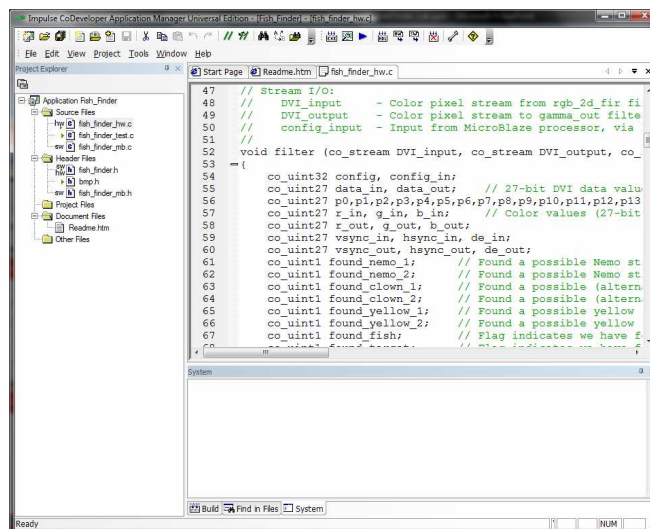 Impulse CoDeveloper Application Manager Universal Edition - [Fish_Finder] - [fish_finder_hw.c]
File Edit View Project Tools Window Help
Project Explorer
Application Fish_Finder
Source Files
hw fish_finder_hw.c
fish_finder_test.c
sw fish_finder_mb.c
Header Files
sw hw fish_finder.h
bmp.h
sw fish_finder_mb.h
Project Files
Document Files
Readme.htm
Other Files
Start Page Readme.htm fish_finder_hw.c
47 // Stream I/O:
48 // DVI_input - Color pixel stream from rgb_2d_fir fi
49 // DVI_output - Color pixel stream to gamma_out filte
50 // config_input - Input from MicroBlaze processor, via
51 //
52 void filter (co_stream DVI_input, co_stream DVI_output, co_
53 {
54 co_uint32 config, config_in;
55 co_uint27 data_in, data_out; // 27-bit DVI data valu
56 co_uint27 p0,p1,p2,p3,p4,p5,p6,p7,p8,p9,p10,p11,p12,p13
57 co_uint27 r_in, g_in, b_in; // Color values (27-bit
58 co_uint27 r_out, g_out, b_out;
59 co_uint27 vsync_in, hsync_in, de_in;
60 co_uint27 vsync_out, hsync_out, de_out;
61 co_uint1 found_nemo_1; // Found a possible Nemo st
62 co_uint1 found_nemo_2; // Found a possible Nemo st
63 co_uint1 found_clown_1; // Found a possible (altern
64 co_uint1 found_clown_2; // Found a possible (altern
65 co_uint1 found_yellow_1; // Found a possible yellow
66 co_uint1 found_yellow_2; // Found a possible yellow
67 co_uint1 found_fish; // Flag indicates we have f
System
Build Find in Files System
Ready NUM